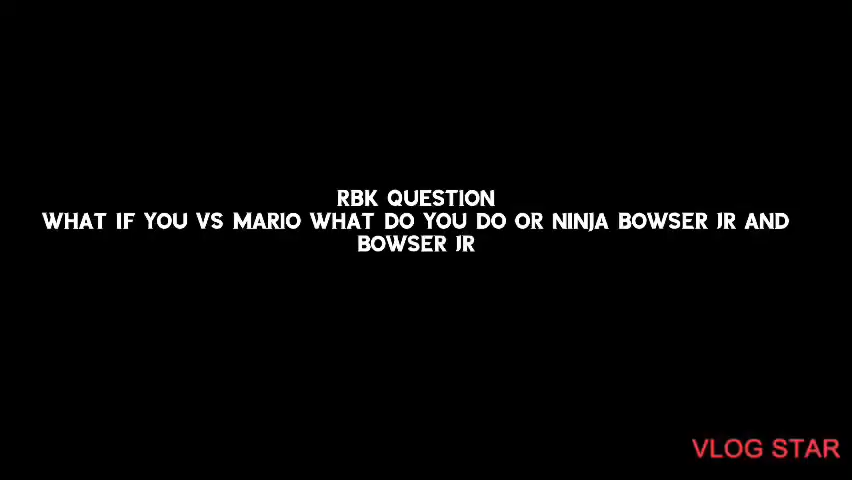 RBK QUESTION
WHAT IF YOU VS MARIO WHAT DO YOU DO OR NINJA BOWSER JR AND
BOWSER JR
VLOG STAR